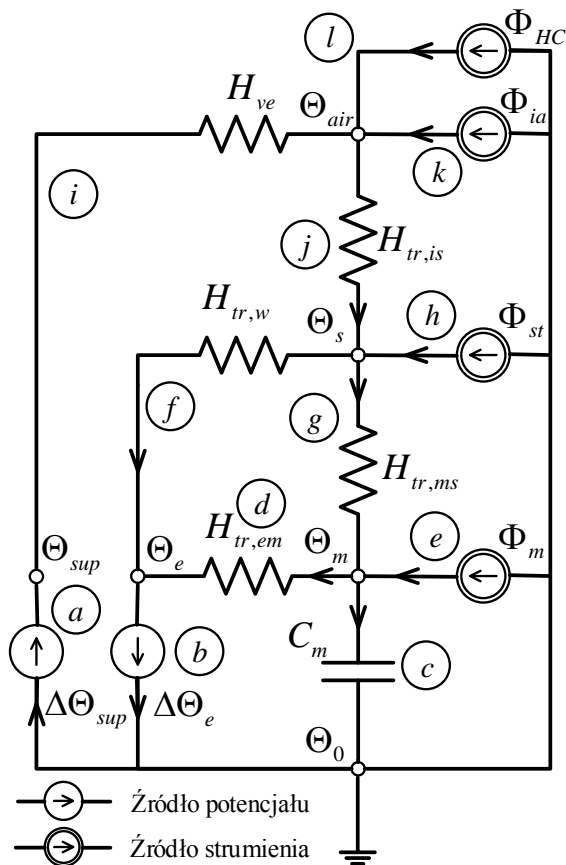 l
Φ_HC
H_ve
Θ_air
Φ_ia
k
i
j
H_tr,is
H_tr,w
Θ_s
h
Φ_st
f
g
H_tr,ms
d
H_tr,em
Θ_sup
Θ_e
Θ_m
e
Φ_m
a
b
C_m
c
ΔΘ_sup
ΔΘ_e
Θ_0
Źródło potencjału
Źródło strumienia